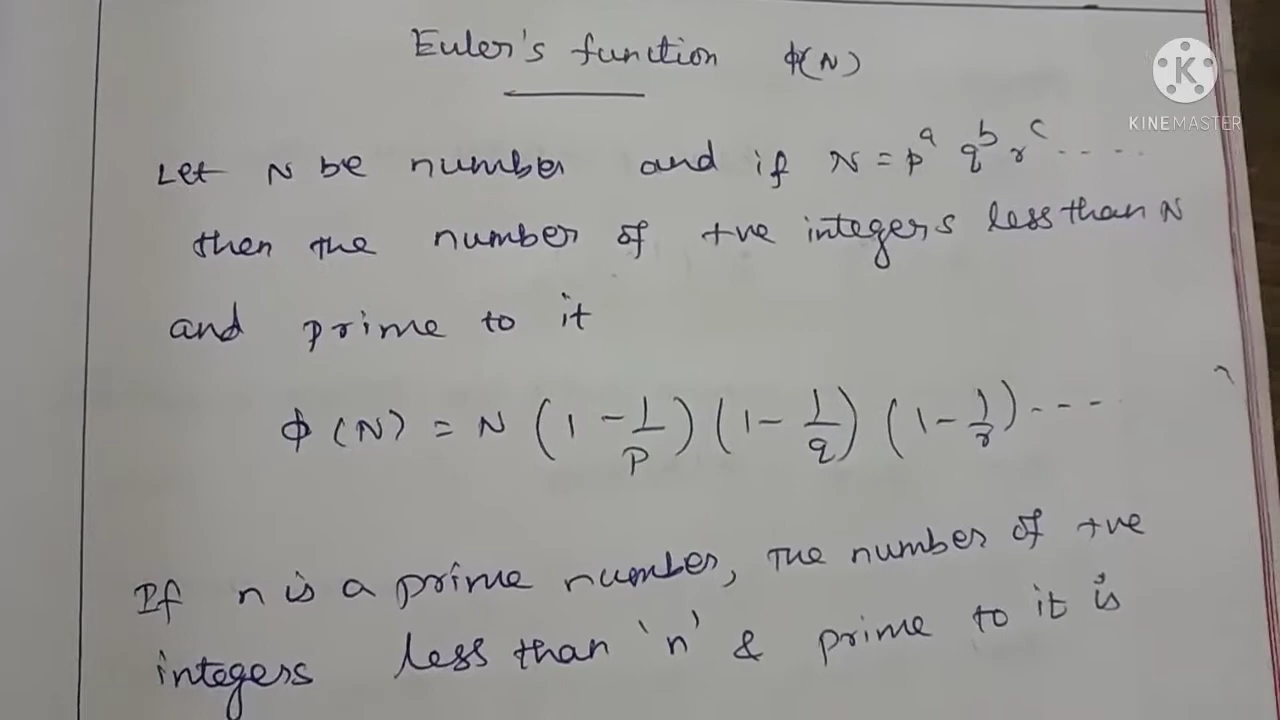 Euler's function ϕ(N)
K
KINEMASTER
Let N be number and if N = p^a q^b r^c .....
then the number of +ve integers less than N
and prime to it
ϕ (N) = N (1 - 1/p) (1 - 1/q) (1 - 1/r) ----
If n is a prime number, The number of +ve
integers less than 'n' & prime to it is